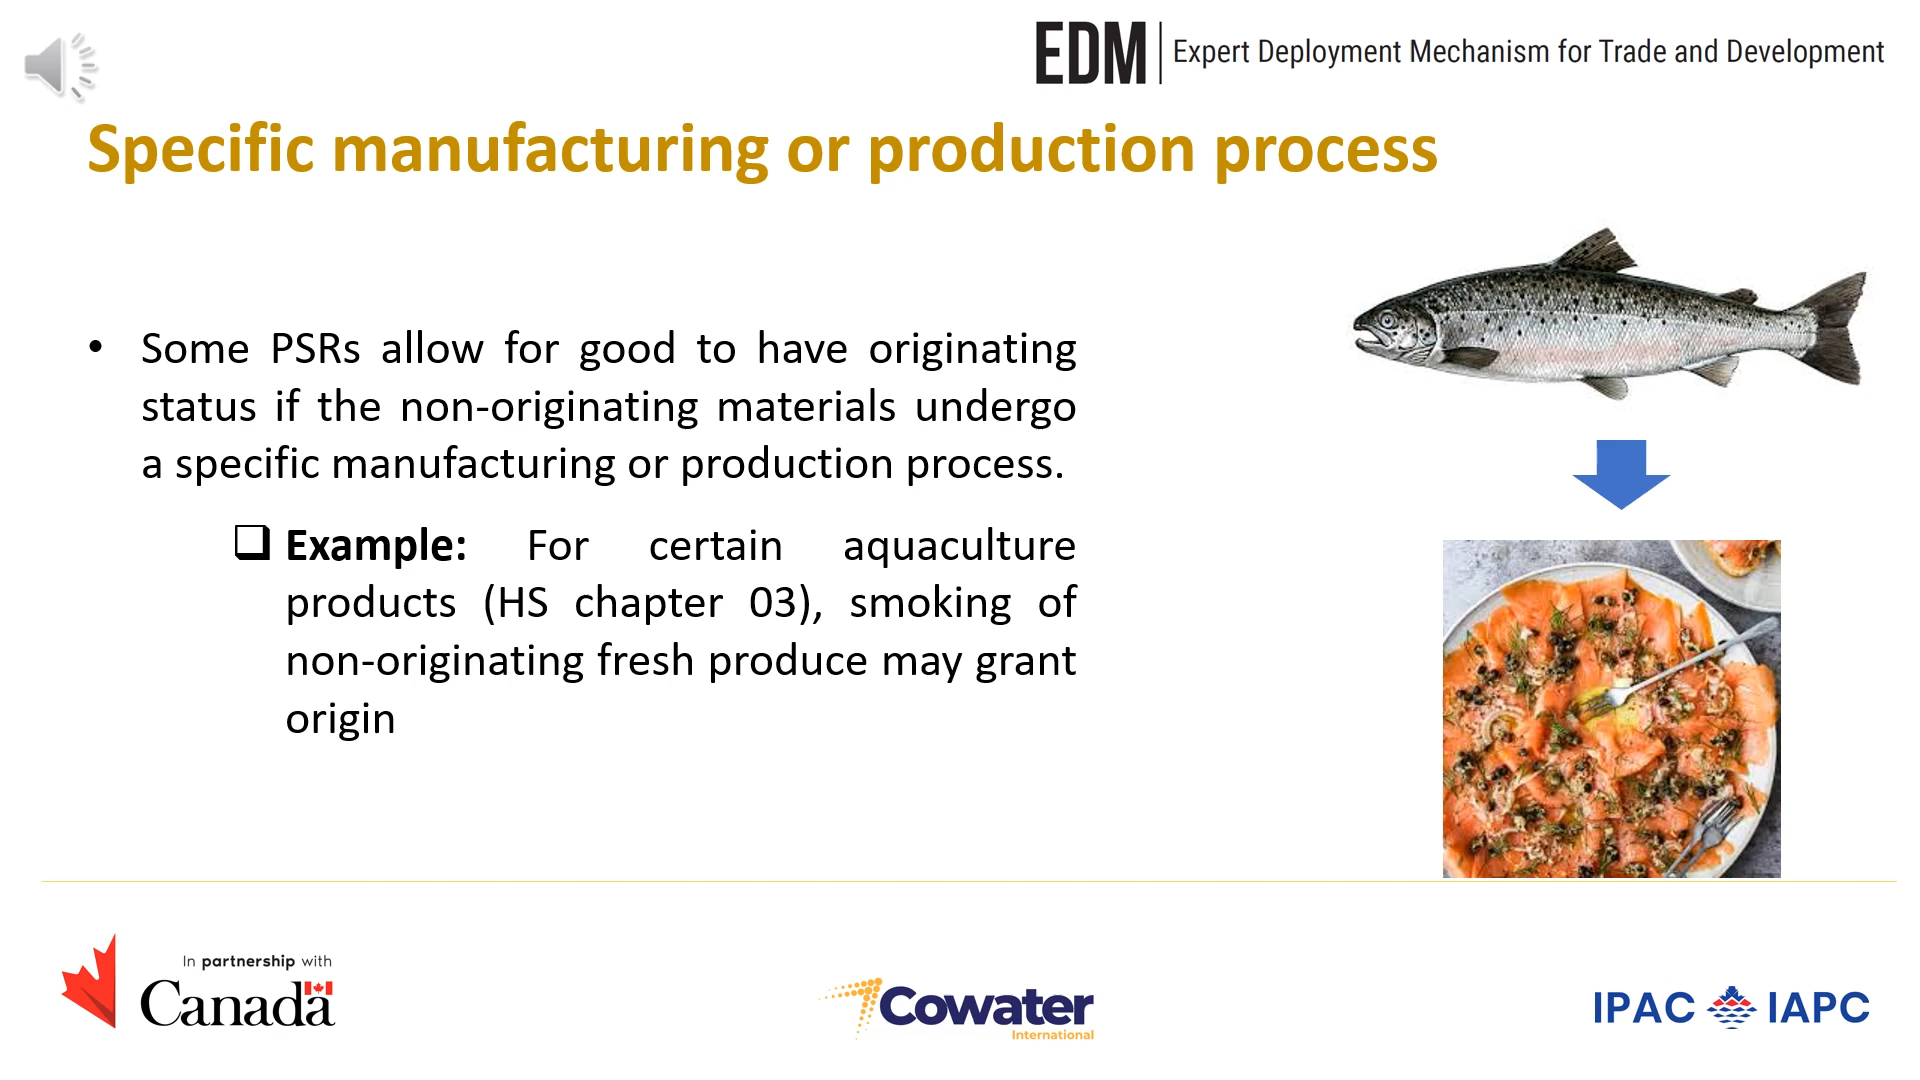 EDM | Expert Deployment Mechanism for Trade and Development
Specific manufacturing or production process
• Some PSRs allow for good to have originating
status if the non-originating materials undergo
a specific manufacturing or production process.
❑ Example: For certain aquaculture
products (HS chapter 03), smoking of
non-originating fresh produce may grant
origin
In partnership with
Canada
Cowater
International
IPAC IAPC